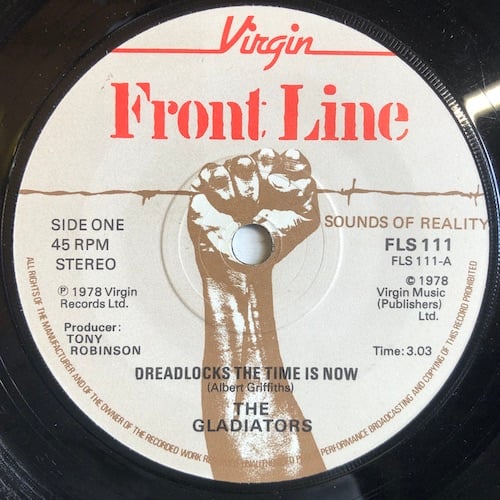 Virgin
Front Line
SOUNDS OF REALITY
SIDE ONE
45 RPM
STEREO
℗ 1978 Virgin
Records Ltd.
Producer:
TONY
ROBINSON
FLS 111
FLS 111-A
© 1978
Virgin Music
(Publishers)
Ltd.
Time: 3.03
DREADLOCKS THE TIME IS NOW
(Albert Griffiths)
THE
GLADIATORS
ALL RIGHTS OF THE MANUFACTURER AND OF THE OWNER OF THE RECORDED WORK PERFORMANCE BROADCASTING AND COPYING OF THIS RECORD PROHIBITED